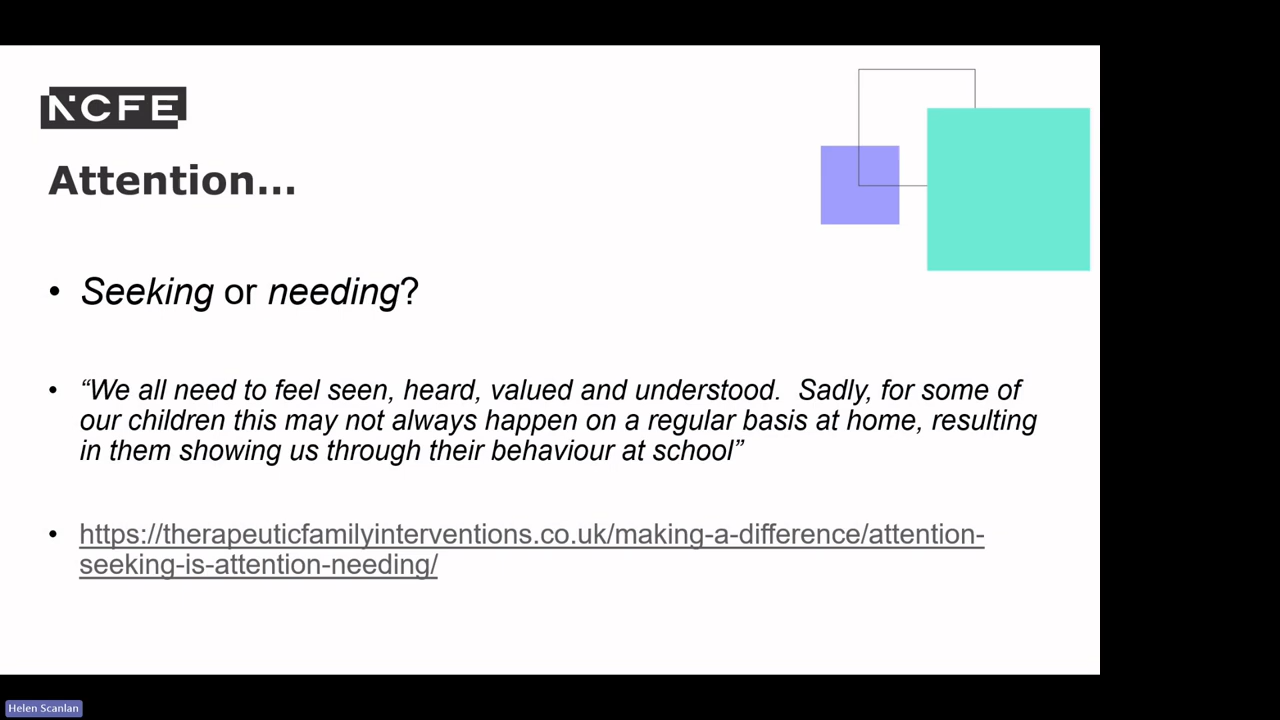 NCFE
Attention...
• Seeking or needing?
• “We all need to feel seen, heard, valued and understood.  Sadly, for some of
our children this may not always happen on a regular basis at home, resulting
in them showing us through their behaviour at school”
• https://therapeuticfamilyinterventions.co.uk/making-a-difference/attention-
seeking-is-attention-needing/
Helen Scanlan